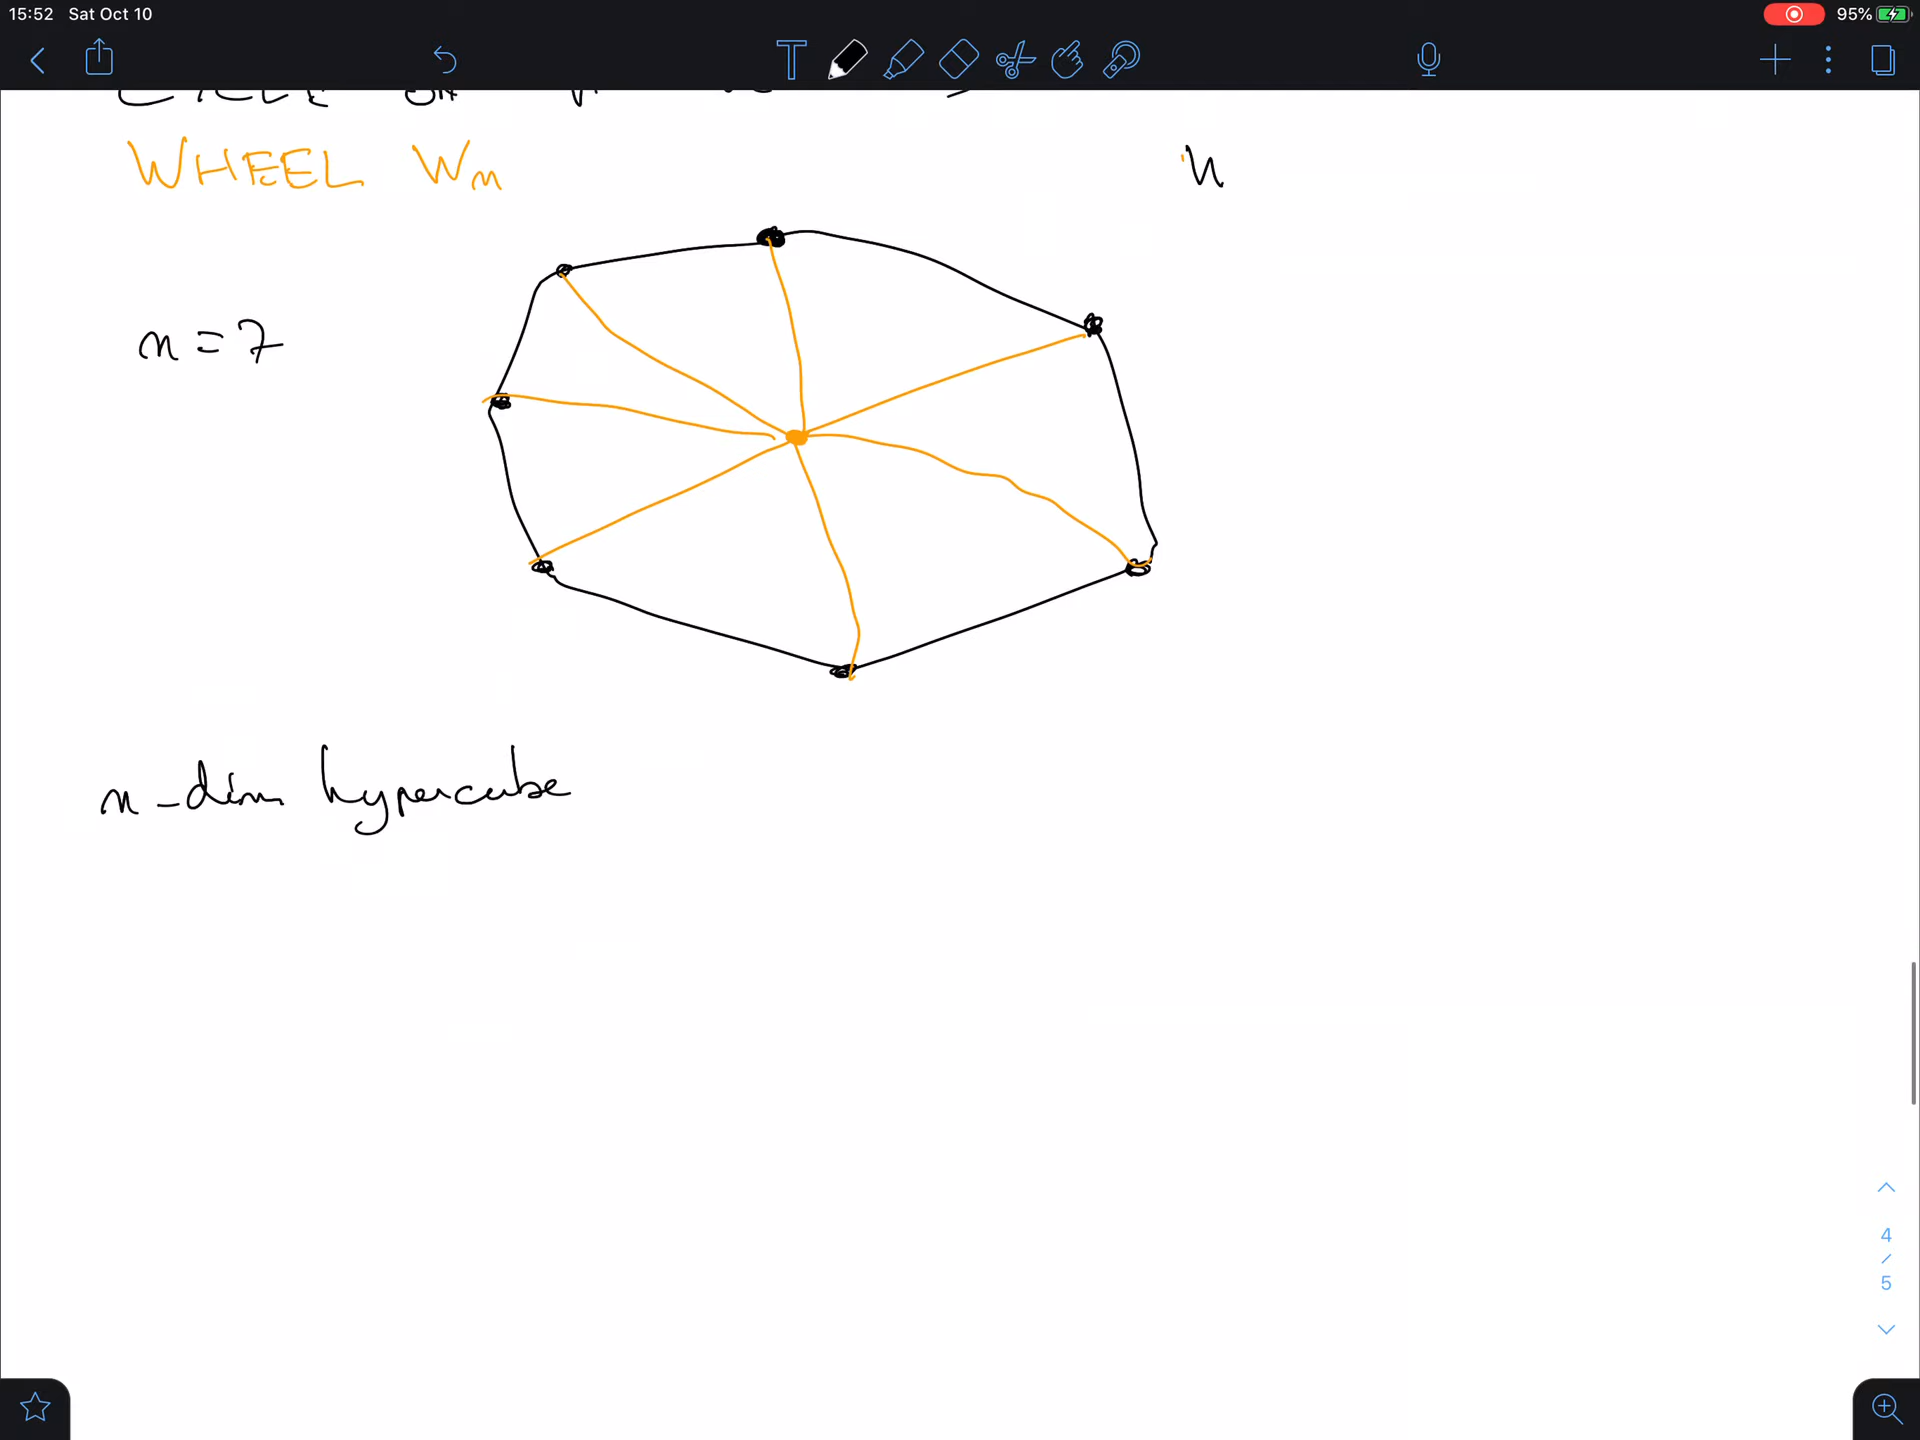 15:52 Sat Oct 10 95%
WHEEL Wn
n
n = 7
n-dim hypercube
4
/
5